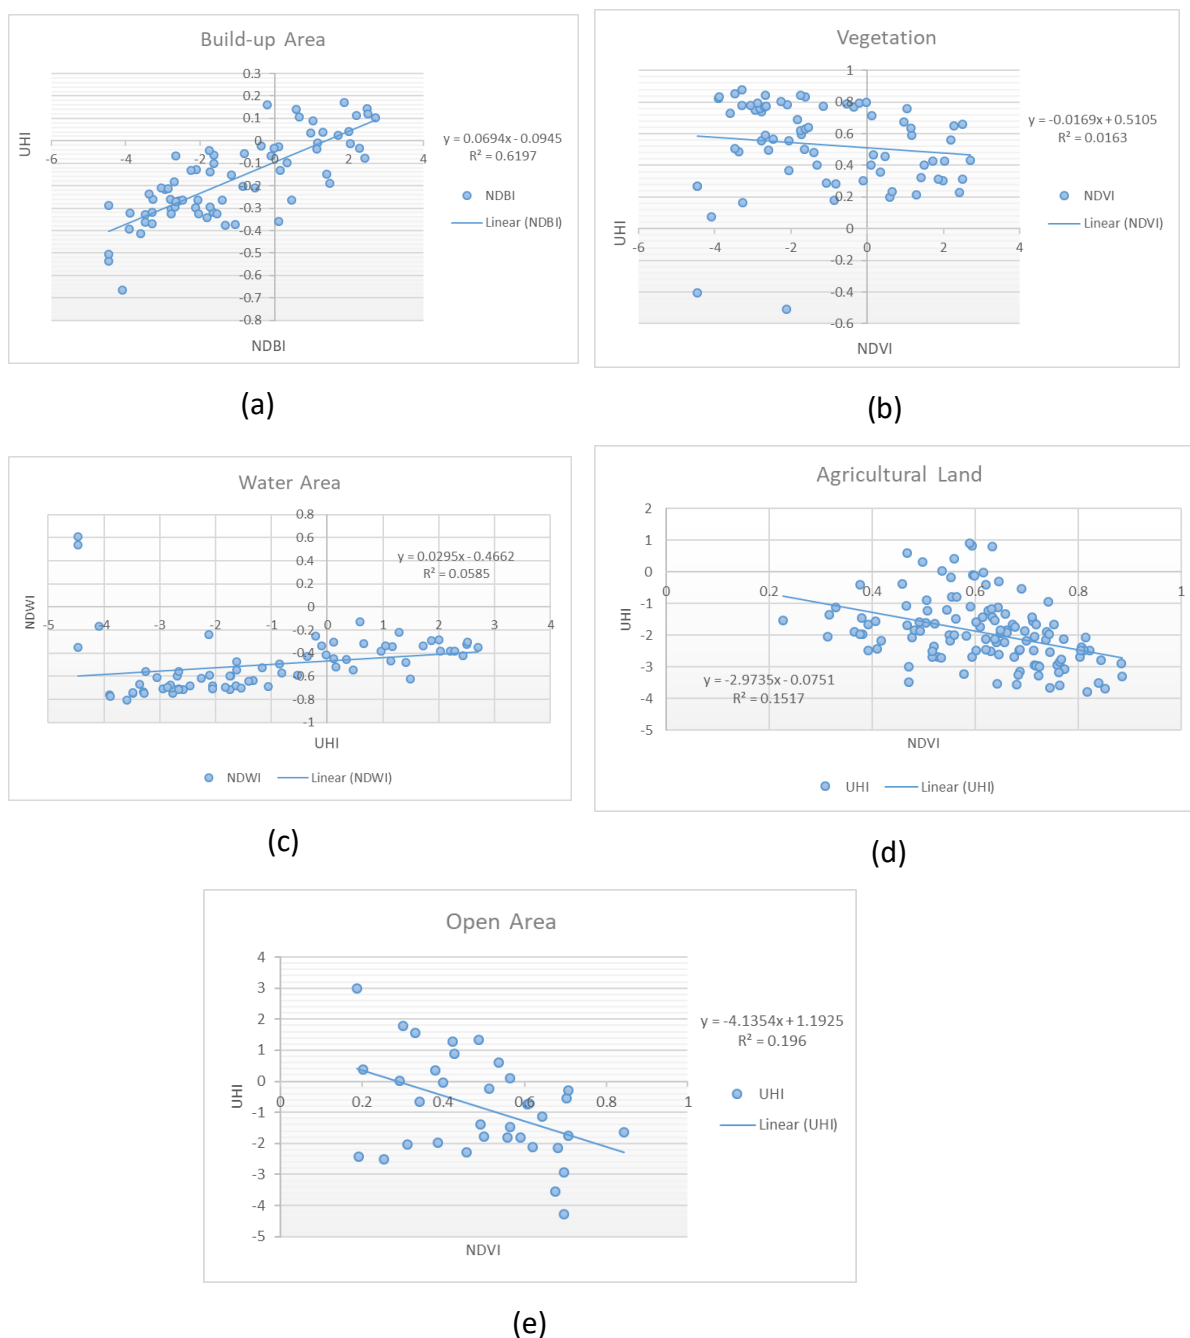 Build-up Area
0.3
0.2
0.1
0
-6 -4 -2 0 2 4
-0.1
-0.2
-0.3
-0.4
-0.5
-0.6
-0.7
-0.8
UHI
NDBI
y = 0.0694x - 0.0945
R² = 0.6197
NDBI
Linear (NDBI)
(a)
Vegetation
1
0.8
0.6
0.4
0.2
0
-6 -4 -2 0 2 4
-0.2
-0.4
-0.6
UHI
NDVI
y = -0.0169x + 0.5105
R² = 0.0163
NDVI
Linear (NDVI)
(b)
Water Area
0.8
0.6
0.4
0.2
0
-5 -4 -3 -2 -1 0 1 2 3 4
-0.2
-0.4
-0.6
-0.8
-1
NDWI
UHI
y = 0.0295x - 0.4662
R² = 0.0585
NDWI Linear (NDWI)
(c)
Agricultural Land
2
1
0
0 0.2 0.4 0.6 0.8 1
-1
-2
-3
-4
-5
UHI
NDVI
y = -2.9735x - 0.0751
R² = 0.1517
UHI Linear (UHI)
(d)
Open Area
4
3
2
1
0
0 0.2 0.4 0.6 0.8 1
-1
-2
-3
-4
-5
UHI
NDVI
y = -4.1354x + 1.1925
R² = 0.196
UHI
Linear (UHI)
(e)